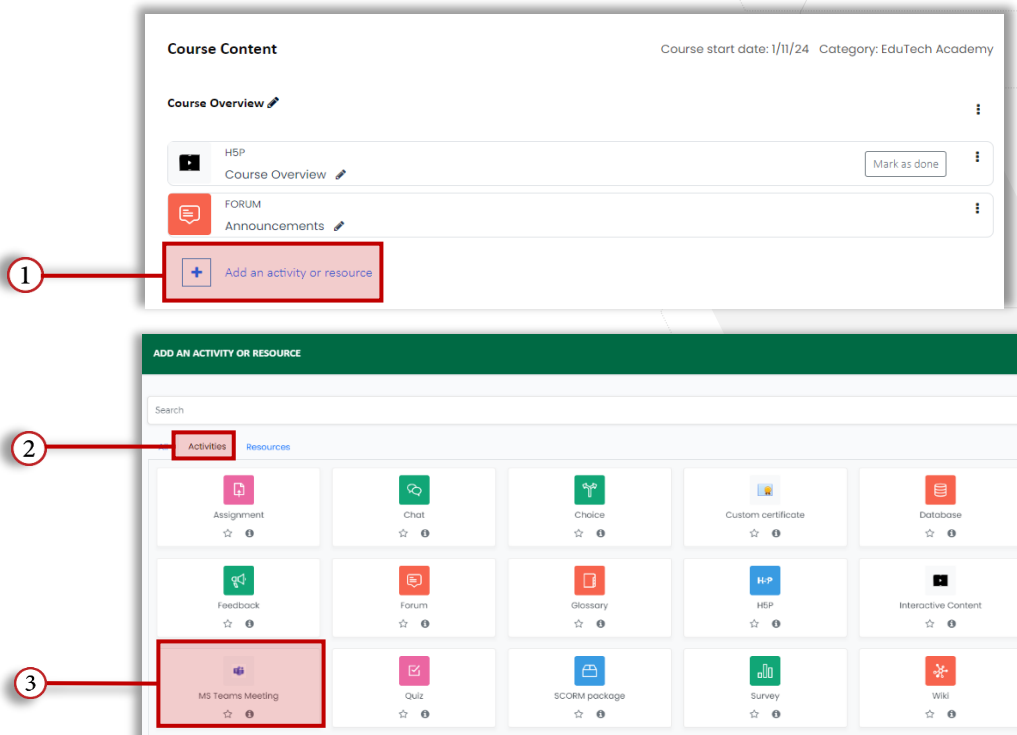 Course Content
Course start date: 1/11/24 Category: EduTech Academy
Course Overview
H5P
Course Overview
Mark as done
FORUM
Announcements
1
Add an activity or resource
ADD AN ACTIVITY OR RESOURCE
Search
2
Activities
Resources
Assignment
Chat
Choice
Custom certificate
Database
Feedback
Forum
Glossary
H-P
H5P
Interactive Content
3
MS Teams Meeting
Quiz
SCORM package
Survey
Wiki